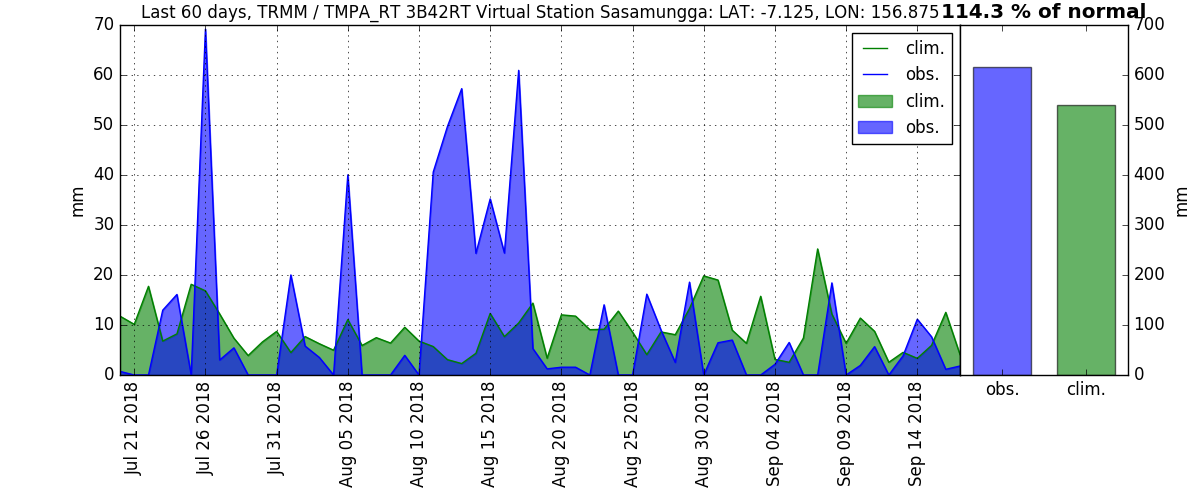 Last 60 days, TRMM / TMPA_RT 3B42RT Virtual Station Sasamungga: LAT: -7.125, LON: 156.875
114.3 % of normal
70
60
50
40
30
20
10
0
mm
clim.
obs.
clim.
obs.
700
600
500
400
300
200
100
0
mm
obs.
clim.
Jul 21 2018
Jul 26 2018
Jul 31 2018
Aug 05 2018
Aug 10 2018
Aug 15 2018
Aug 20 2018
Aug 25 2018
Aug 30 2018
Sep 04 2018
Sep 09 2018
Sep 14 2018